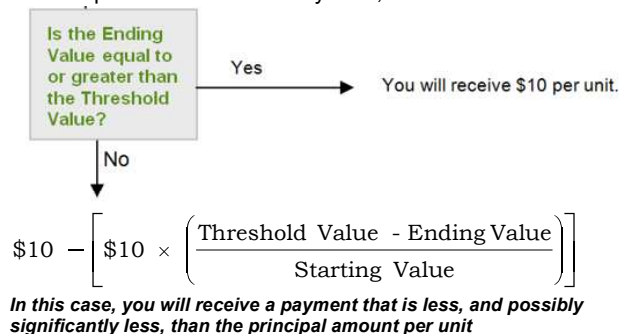 Is the Ending
Value equal to
or greater than
the Threshold
Value?
Yes
You will receive $10 per unit.
No
$10 − [ $10 × ( Threshold Value - Ending Value / Starting Value ) ]
In this case, you will receive a payment that is less, and possibly
significantly less, than the principal amount per unit